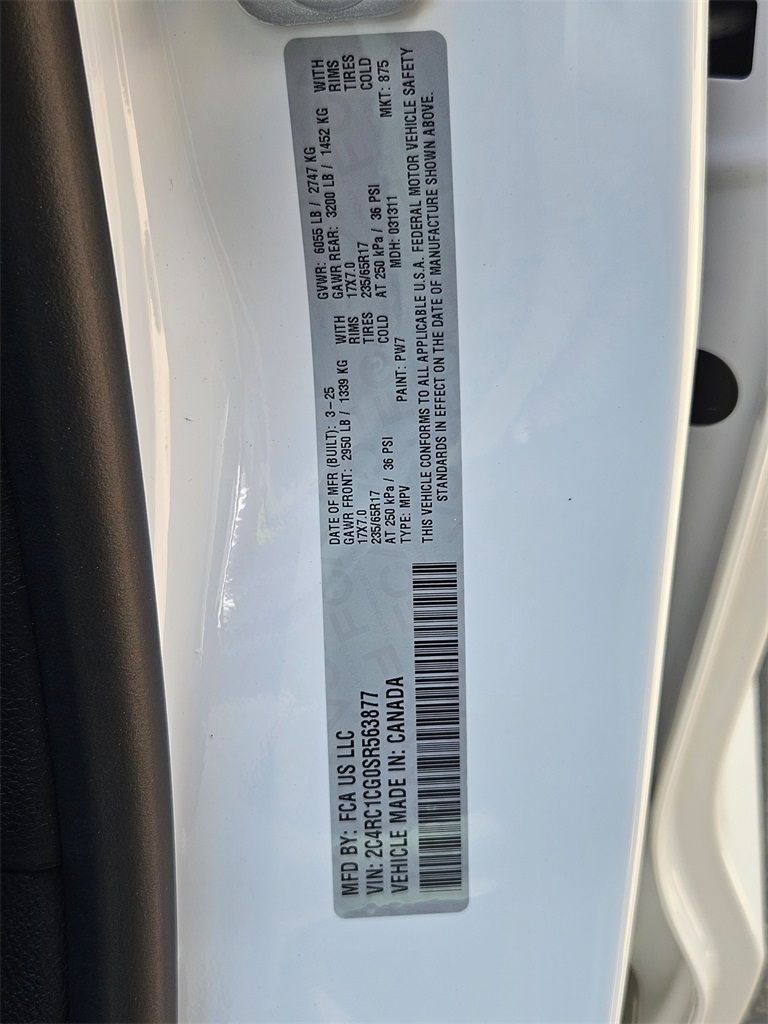 MFD BY: FCA US LLC
VIN: 2C4RC1CG0SR563877
VEHICLE MADE IN: CANADA
DATE OF MFR (BUILT): 3-25
GAWR FRONT: 2950 LB / 1339 KG WITH
17X7.0 RIMS
235/65R17 TIRES
AT 250 kPa / 36 PSI COLD
TYPE: MPV PAINT: PW7
GVWR: 6055 LB / 2747 KG
GAWR REAR: 3200 LB / 1452 KG WITH
17X7.0 RIMS
235/65R17 TIRES
AT 250 kPa / 36 PSI COLD
MDH: 031311 MKT: 875
THIS VEHICLE CONFORMS TO ALL APPLICABLE U.S.A. FEDERAL MOTOR VEHICLE SAFETY
STANDARDS IN EFFECT ON THE DATE OF MANUFACTURE SHOWN ABOVE.